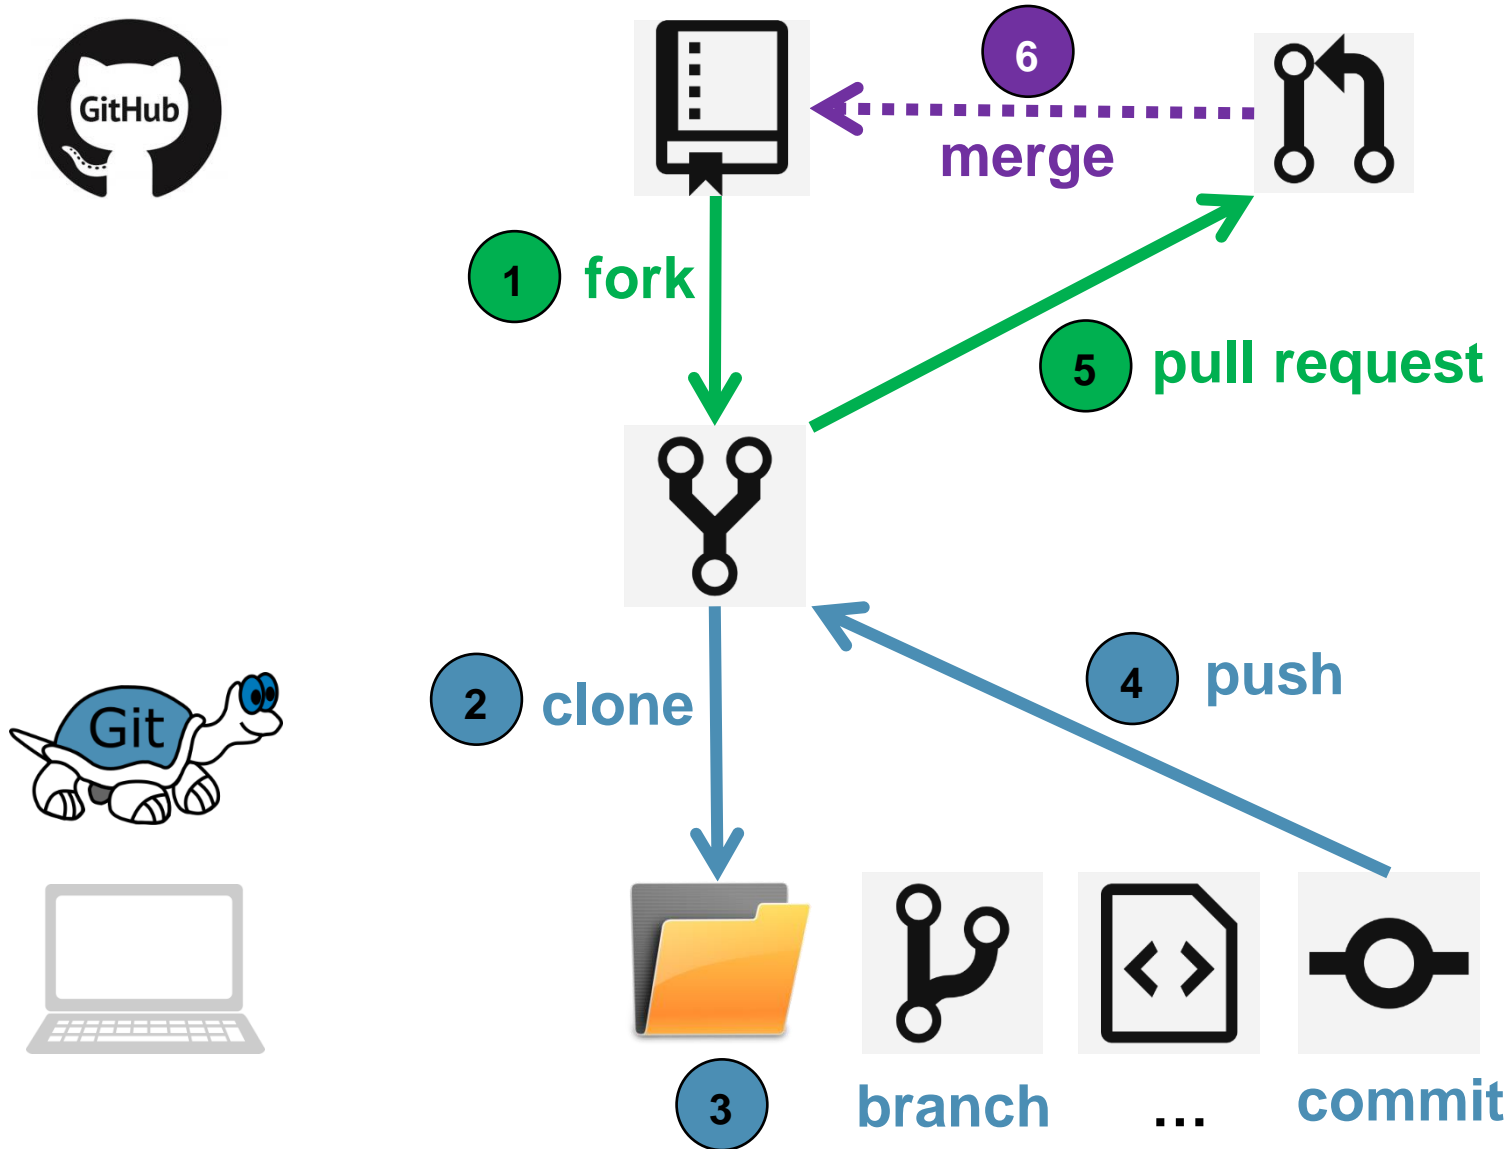 GitHub
6
merge
1 fork
5 pull request
2 clone
4 push
Git
3
branch ... commit